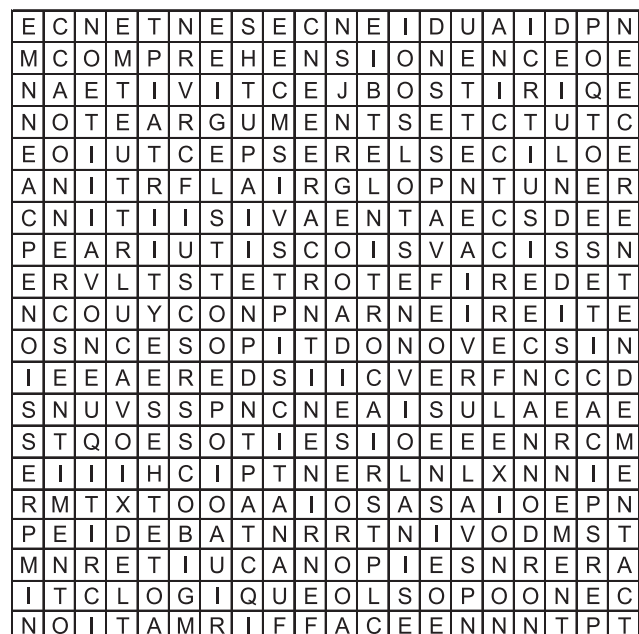 E C N E T N E S E C N E I D U A I D P N
M C O M P R E H E N S I O N E N C E O E
N A E T I V I T C E J B O S T I R I Q E
N O T E A R G U M E N T S E T C T U T C
E O I U T C E P S E R E L S E C I L O E
A N I T R F L A I R G L O P N T U N E R
C N I T I I S I V A E N T A E C S D E E
P E A R I U T I S C O I S V A C I S S N
E R V L T S T E T R O T E F I R E D E T
N C O U Y C O N P N A R N E I R E I T E
O S N C E S O P I T D O N O V E C S I N
I E E A E R E D S I I C V E R F N C C D
S N U V S S P N C N E A I S U L A E A E
S T Q O E S O T I E S I O E E E N R C M
E I I I H C I P T N E R L N L X N N I E
R M T X T O O A A I O S A S A I O E P N
P E I D E B A T N R R T N I V O D M S T
M N R E T I U C A N O P I E S N R E R A
I T C L O G I Q U E O L S O P O O N E C
N O I T A M R I F F A C E E N N N T P T